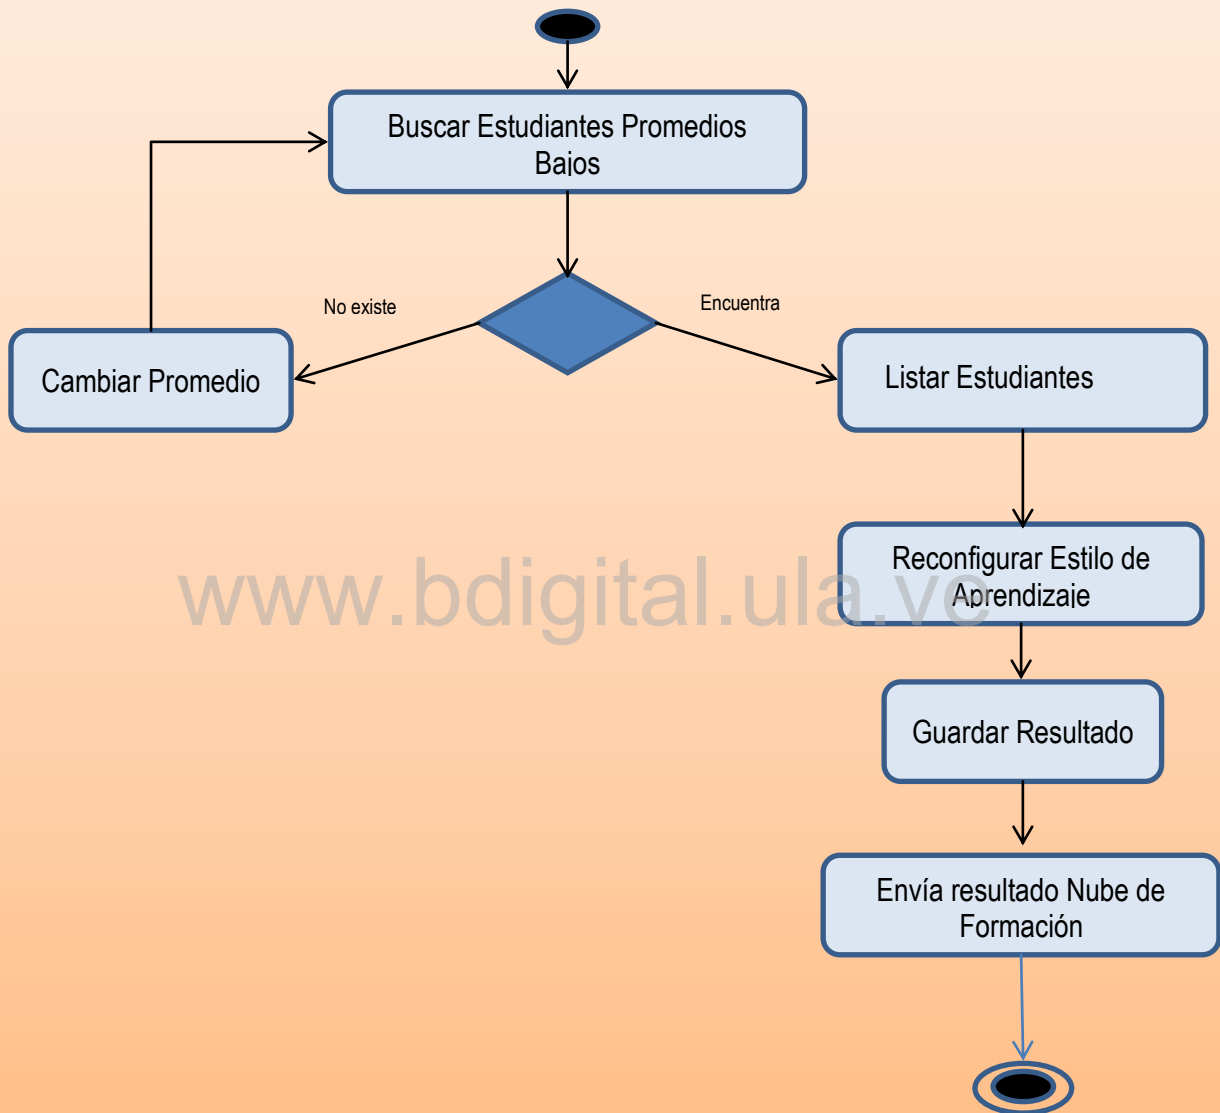 Buscar Estudiantes Promedios
Bajos
No existe
Encuentra
Cambiar Promedio
Listar Estudiantes
Reconfigurar Estilo de
Aprendizaje
www.bdigital.ula.ve
Guardar Resultado
Envía resultado Nube de
Formación